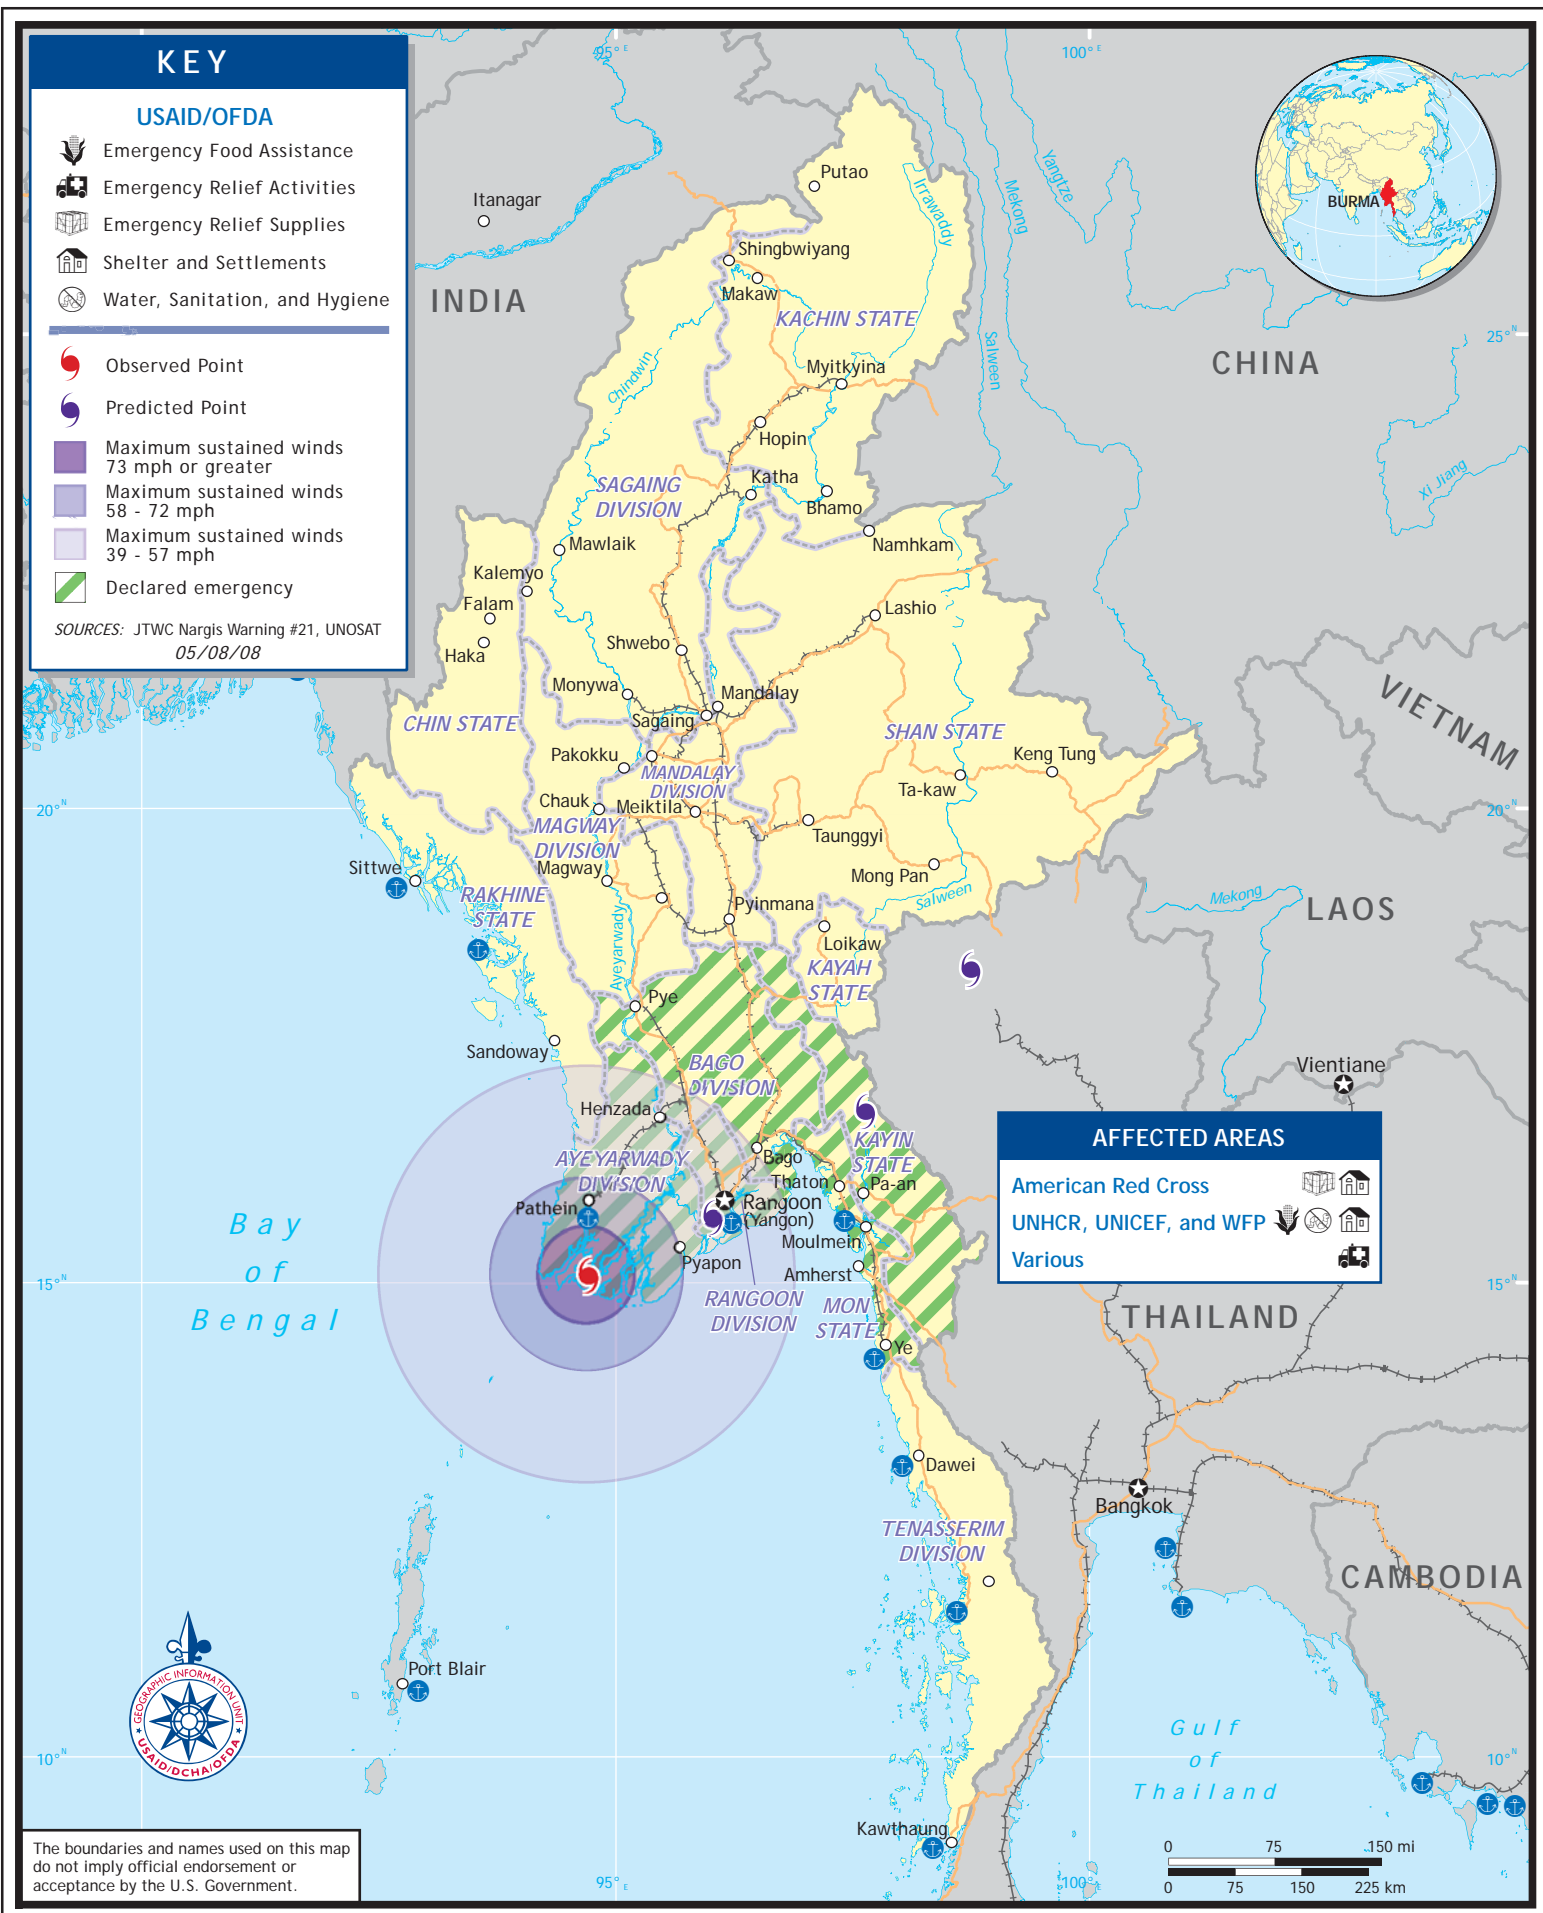 KEY
USAID/OFDA
Emergency Food Assistance
Emergency Relief Activities
Emergency Relief Supplies
Shelter and Settlements
Water, Sanitation, and Hygiene
Observed Point
Predicted Point
Maximum sustained winds
73 mph or greater
Maximum sustained winds
58 - 72 mph
Maximum sustained winds
39 - 57 mph
Declared emergency
SOURCES: JTWC Nargis Warning #21, UNOSAT
05/08/08
95° E
100° E
BURMA
Putao
Itanagar
Irrawaddy
Mekong
Yangtze
Shingbwiyang
Makaw
INDIA
KACHIN STATE
25° N
Salween
CHINA
Chindwin
Myitkyina
Hopin
Katha
SAGAING
DIVISION
Bhamo
Xi Jiang
Mawlaik
Namhkam
Kalemyo
Falam
Lashio
Haka
Shwebo
Monywa
Mandalay
Sagaing
CHIN STATE
SHAN STATE
VIETNAM
Pakokku
Keng Tung
MANDALAY
DIVISION
Ta-kaw
20° N
Chauk
Meiktila
20° N
MAGWAY
DIVISION
Taunggyi
Sittwe
Magway
Mong Pan
RAKHINE
STATE
Salween
Mekong
LAOS
Pyinmana
Ayeyarwady
Loikaw
KAYAH
STATE
Pye
Sandoway
BAGO
DIVISION
Vientiane
Henzada
KAYIN
STATE
AFFECTED AREAS
American Red Cross
UNHCR, UNICEF, and WFP
Various
AYEYARWADY
DIVISION
Bago
Thaton
Pa-an
Pathein
Rangoon
(Yangon)
Bay
of
Bengal
Moulmein
Pyapon
Amherst
15° N
15° N
RANGOON
DIVISION
MON
STATE
THAILAND
Ye
Dawei
Bangkok
TENASSERIM
DIVISION
CAMBODIA
Port Blair
GEOGRAPHIC INFORMATION UNIT
USAID/DCHA/OFDA
Gulf
of
Thailand
10° N
10° N
Kawthaung
The boundaries and names used on this map
do not imply official endorsement or
acceptance by the U.S. Government.
0 75 150 mi
0 75 150 225 km
95° E
100° E